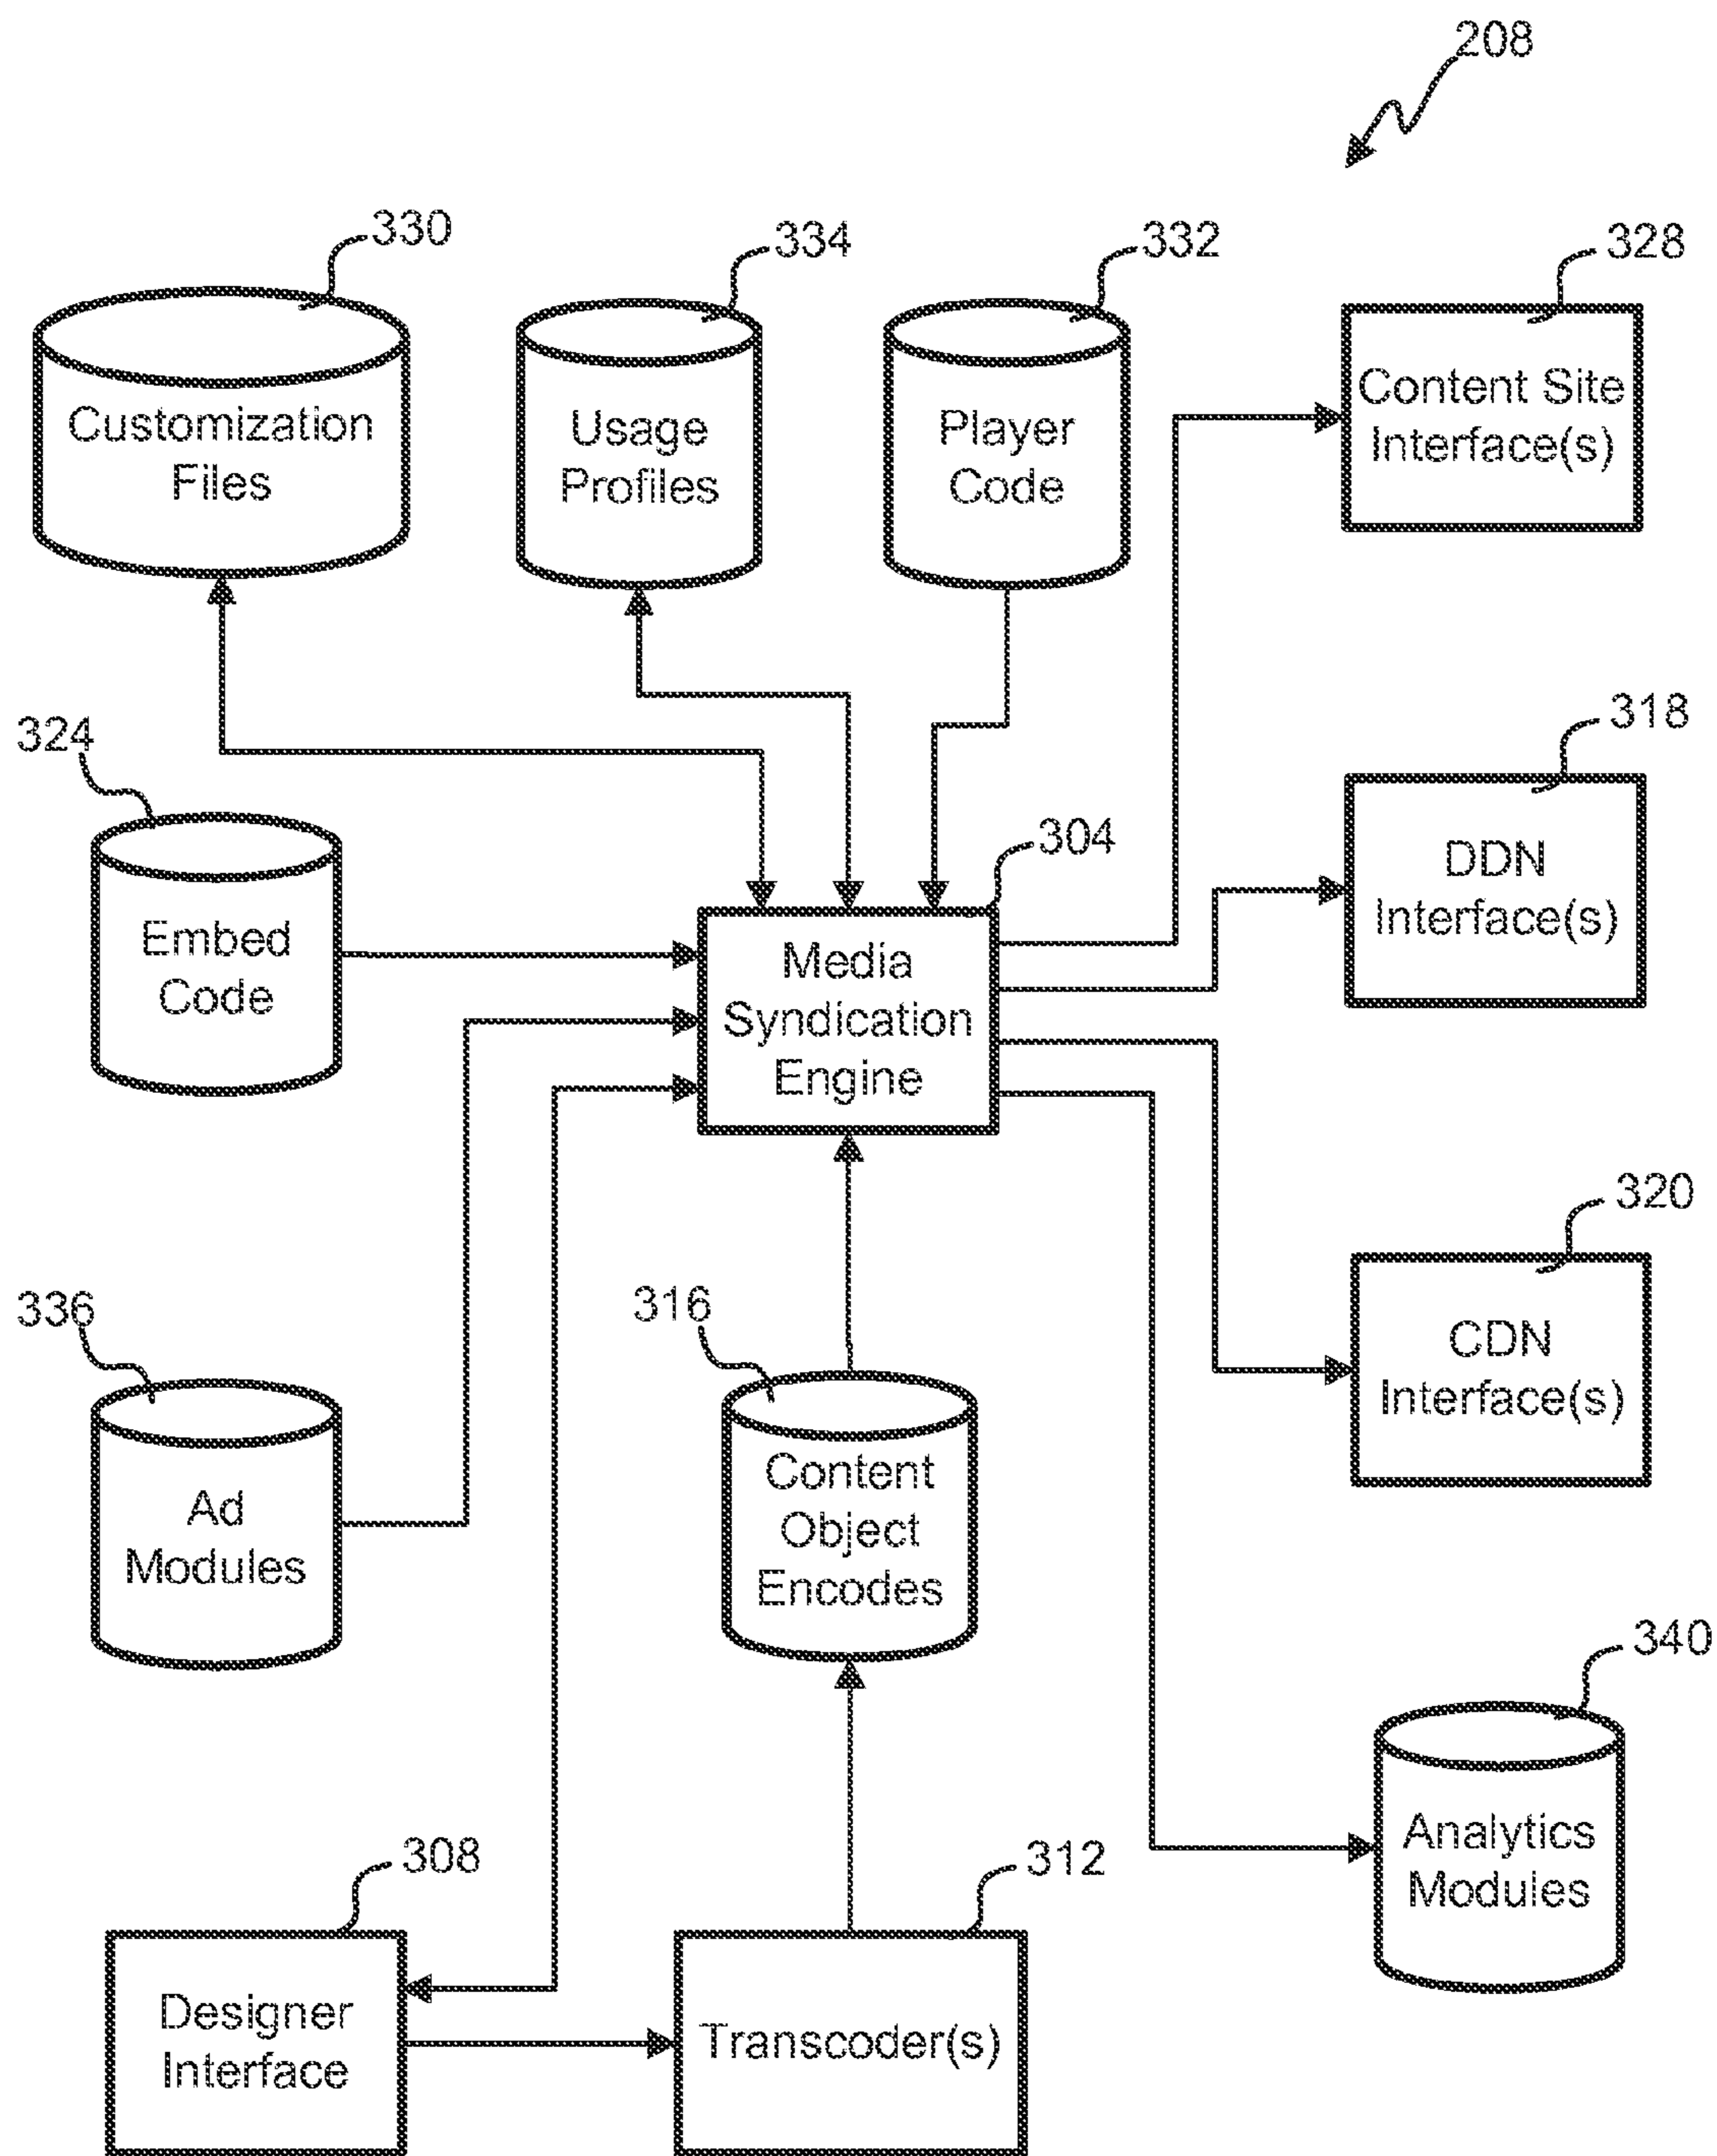 208
330
334
332
328
Customization
Files
Usage
Profiles
Player
Code
Content Site
Interface(s)
324
318
Embed
Code
304
Media
Syndication
Engine
DDN
Interface(s)
336
316
320
Ad
Modules
Content
Object
Encodes
CDN
Interface(s)
340
Analytics
Modules
308
312
Designer
Interface
Transcoder(s)